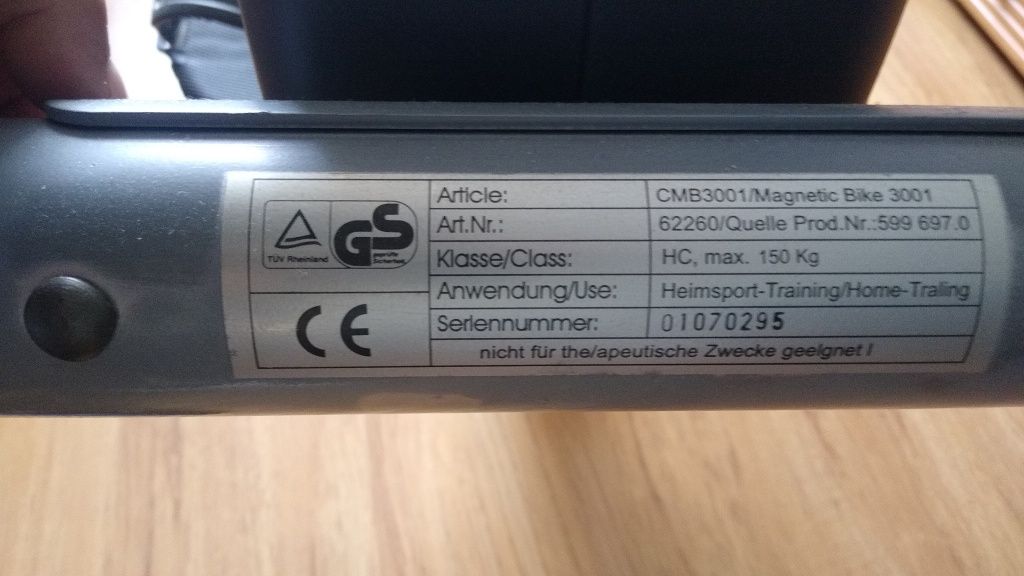 TÜV Rheinland
GS
geprüfte
Sicherheit
CE
Article: CMB3001/Magnetic Bike 3001
Art.Nr.: 62260/Quelle Prod.Nr.:599 697.0
Klasse/Class: HC, max. 150 Kg
Anwendung/Use: Heimsport-Training/Home-Traling
Serlennummer: 01070295
nicht für the/apeutische Zwecke geelgnet !